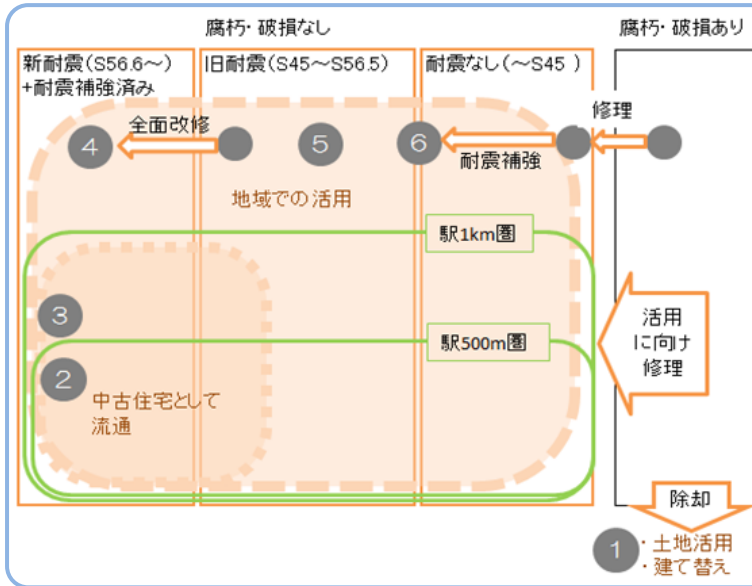 腐朽・破損なし
腐朽・破損あり
新耐震(S56.6～)
+耐震補強済み
旧耐震(S45～S56.5)
耐震なし(～S45 )
修理
全面改修
4
5
6
耐震補強
地域での活用
駅1km圏
3
活用
に向け
修理
駅500m圏
2
中古住宅として
流通
除却
1
・土地活用
・建て替え